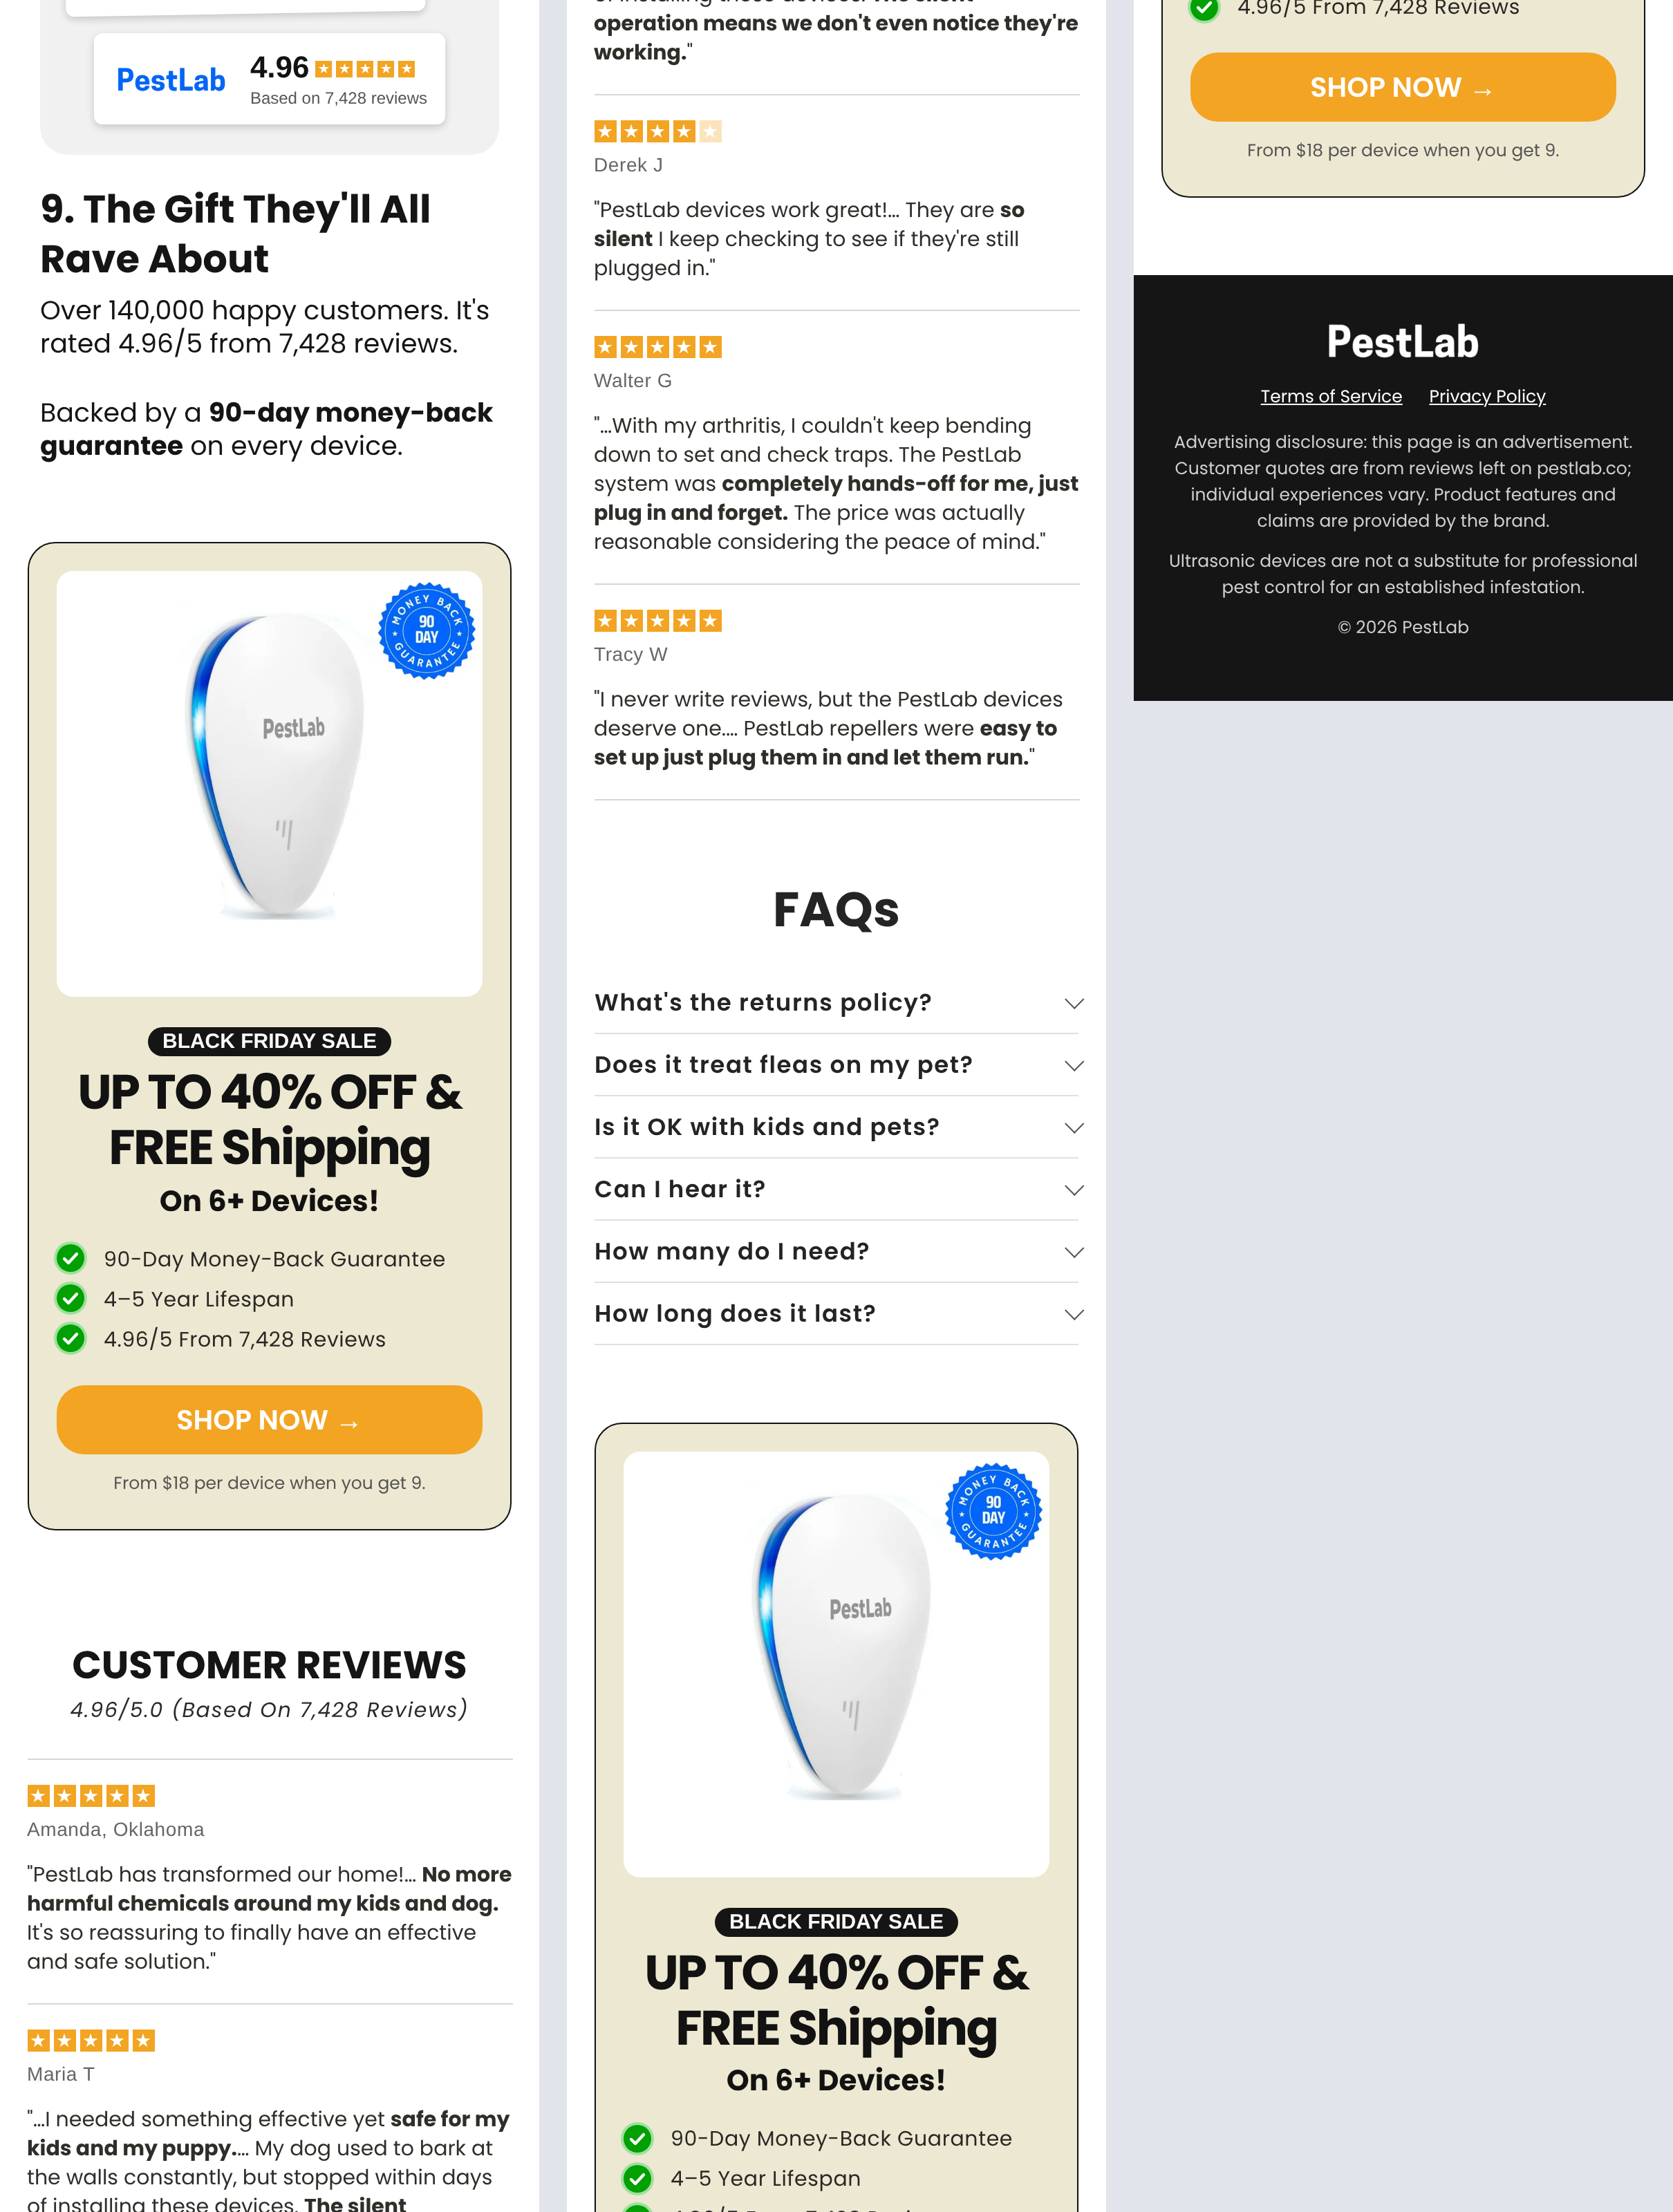 PestLab
4.96
Based on 7,428 reviews
9. The Gift They'll All
Rave About
Over 140,000 happy customers. It's
rated 4.96/5 from 7,428 reviews.
Backed by a 90-day money-back
guarantee on every device.
MONEY BACK
90
DAY
GUARANTEE
PestLab
BLACK FRIDAY SALE
UP TO 40% OFF &
FREE Shipping
On 6+ Devices!
90-Day Money-Back Guarantee
4–5 Year Lifespan
4.96/5 From 7,428 Reviews
SHOP NOW →
From $18 per device when you get 9.
CUSTOMER REVIEWS
4.96/5.0 (Based On 7,428 Reviews)
Amanda, Oklahoma
"PestLab has transformed our home!... No more
harmful chemicals around my kids and dog.
It's so reassuring to finally have an effective
and safe solution."
Maria T
"...I needed something effective yet safe for my
kids and my puppy.... My dog used to bark at
the walls constantly, but stopped within days
of installing these devices. The silent
operation means we don't even notice they're
working."
Derek J
"PestLab devices work great!... They are so
silent I keep checking to see if they're still
plugged in."
Walter G
"...With my arthritis, I couldn't keep bending
down to set and check traps. The PestLab
system was completely hands-off for me, just
plug in and forget. The price was actually
reasonable considering the peace of mind."
Tracy W
"I never write reviews, but the PestLab devices
deserve one.... PestLab repellers were easy to
set up just plug them in and let them run."
FAQs
What's the returns policy?
Does it treat fleas on my pet?
Is it OK with kids and pets?
Can I hear it?
How many do I need?
How long does it last?
MONEY BACK
90
DAY
GUARANTEE
PestLab
BLACK FRIDAY SALE
UP TO 40% OFF &
FREE Shipping
On 6+ Devices!
90-Day Money-Back Guarantee
4–5 Year Lifespan
4.96/5 From 7,428 Reviews
SHOP NOW →
From $18 per device when you get 9.
PestLab
Terms of Service Privacy Policy
Advertising disclosure: this page is an advertisement.
Customer quotes are from reviews left on pestlab.co;
individual experiences vary. Product features and
claims are provided by the brand.
Ultrasonic devices are not a substitute for professional
pest control for an established infestation.
© 2026 PestLab